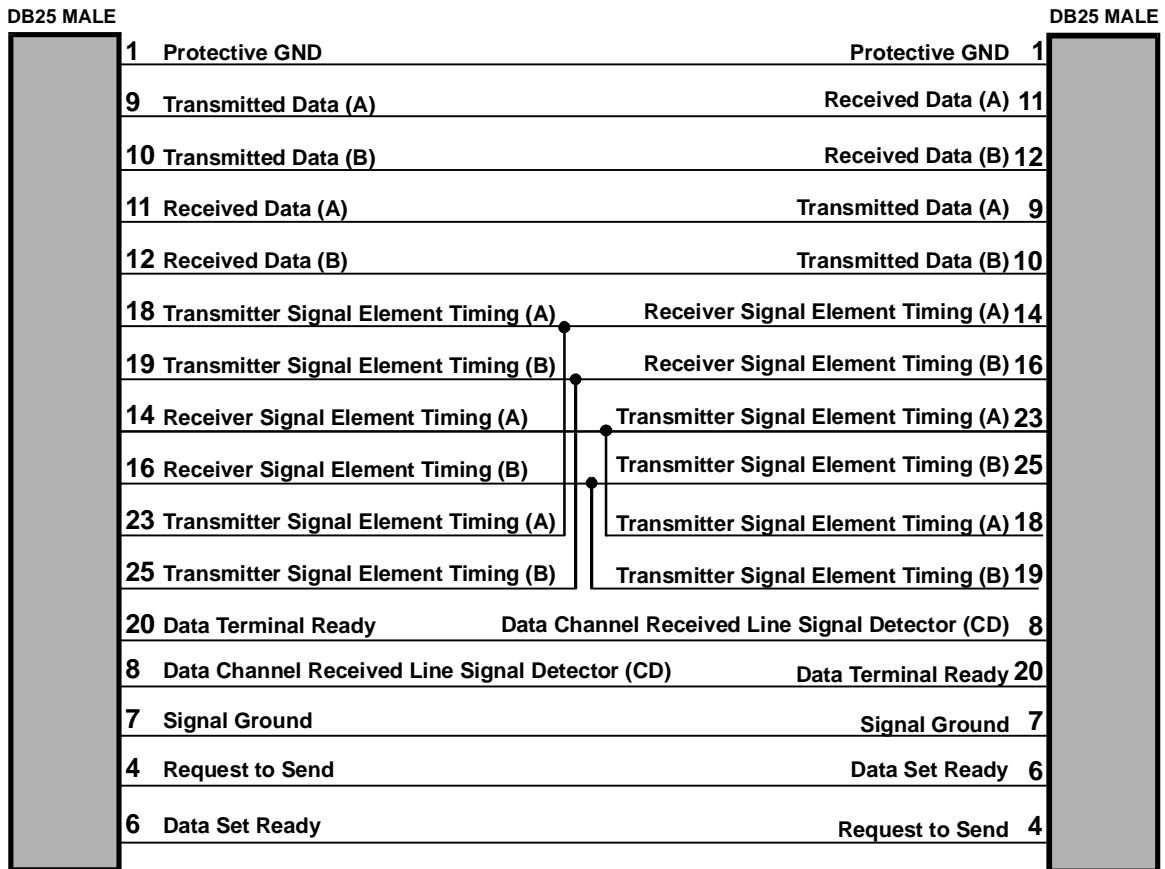 DB25 MALE DB25 MALE
1 Protective GND Protective GND 1
9 Transmitted Data (A) Received Data (A) 11
10 Transmitted Data (B) Received Data (B) 12
11 Received Data (A) Transmitted Data (A) 9
12 Received Data (B) Transmitted Data (B) 10
18 Transmitter Signal Element Timing (A) Receiver Signal Element Timing (A) 14
19 Transmitter Signal Element Timing (B) Receiver Signal Element Timing (B) 16
14 Receiver Signal Element Timing (A) Transmitter Signal Element Timing (A) 23
16 Receiver Signal Element Timing (B) Transmitter Signal Element Timing (B) 25
23 Transmitter Signal Element Timing (A) Transmitter Signal Element Timing (A) 18
25 Transmitter Signal Element Timing (B) Transmitter Signal Element Timing (B) 19
20 Data Terminal Ready Data Channel Received Line Signal Detector (CD) 8
8 Data Channel Received Line Signal Detector (CD) Data Terminal Ready 20
7 Signal Ground Signal Ground 7
4 Request to Send Data Set Ready 6
6 Data Set Ready Request to Send 4